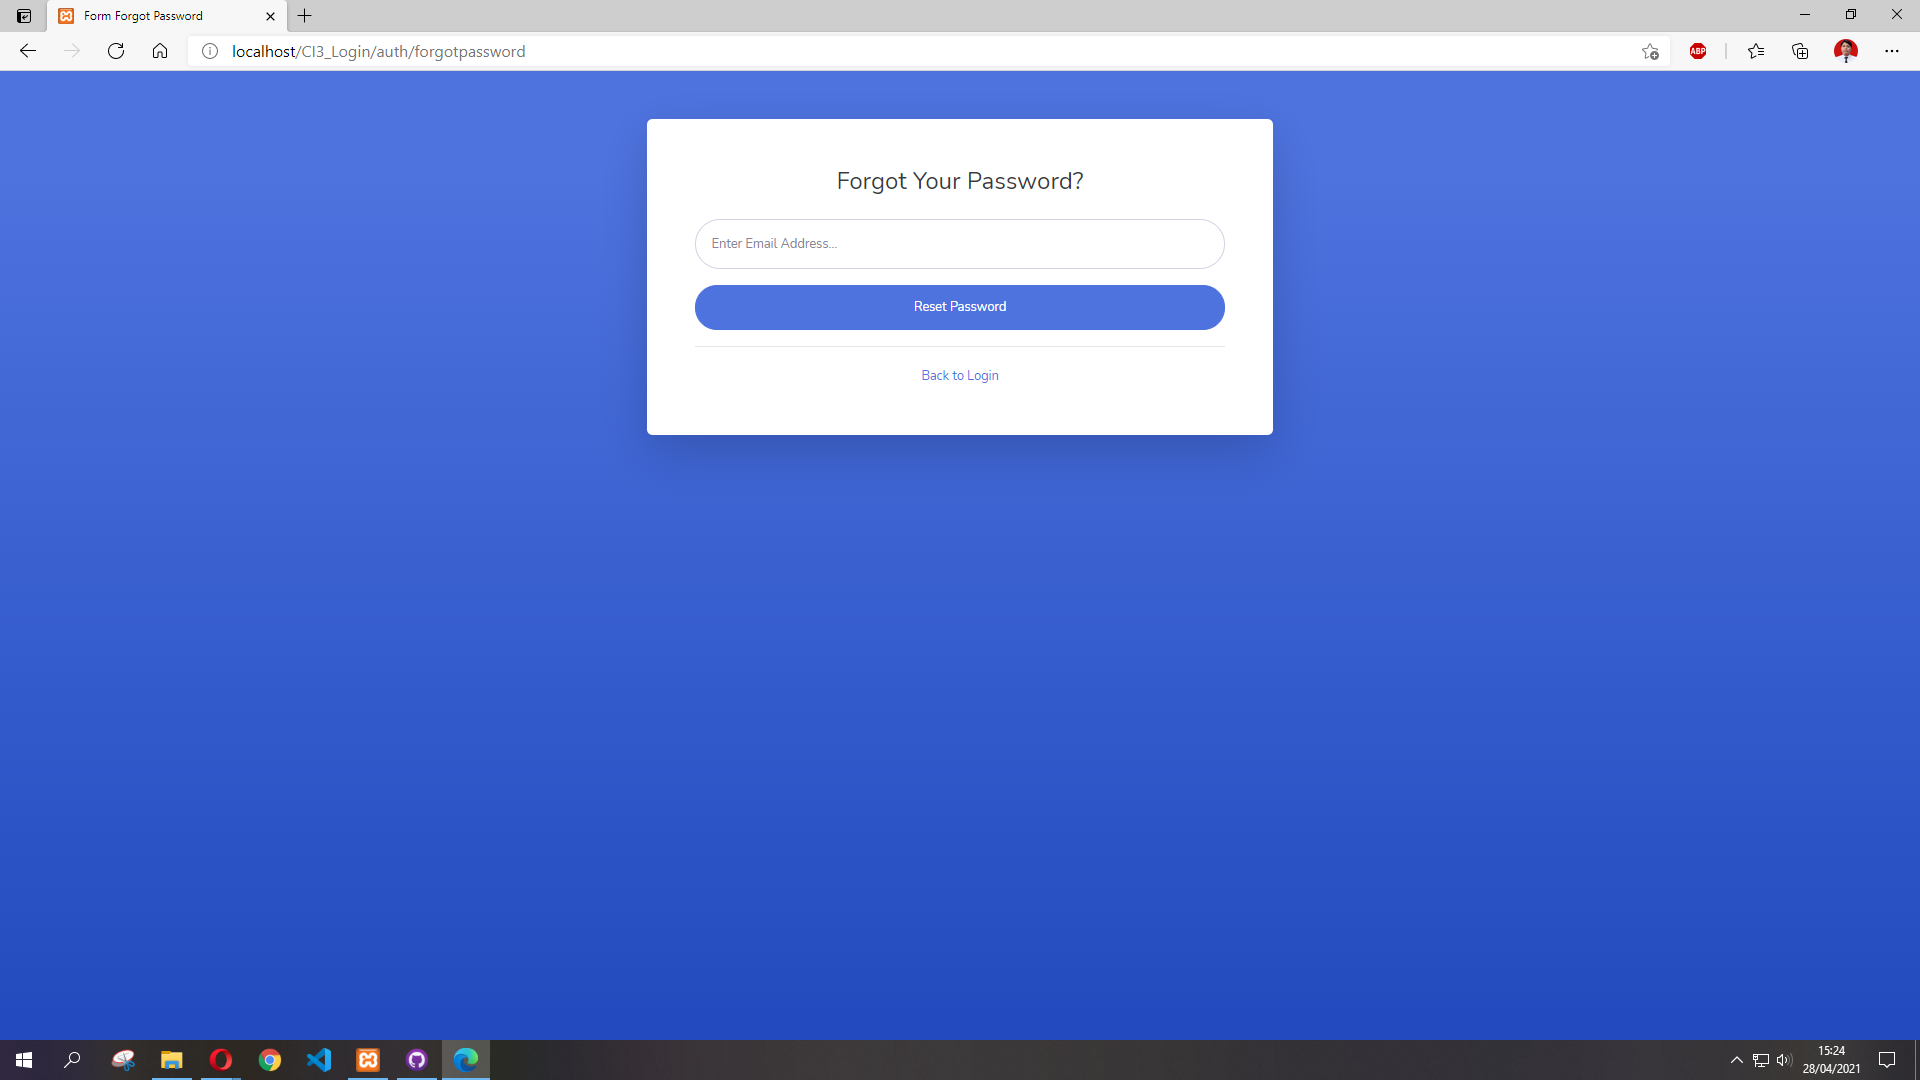 Form Forgot Password
localhost/CI3_Login/auth/forgotpassword
ABP
Forgot Your Password?
Enter Email Address...
Reset Password
Back to Login
15:24
28/04/2021